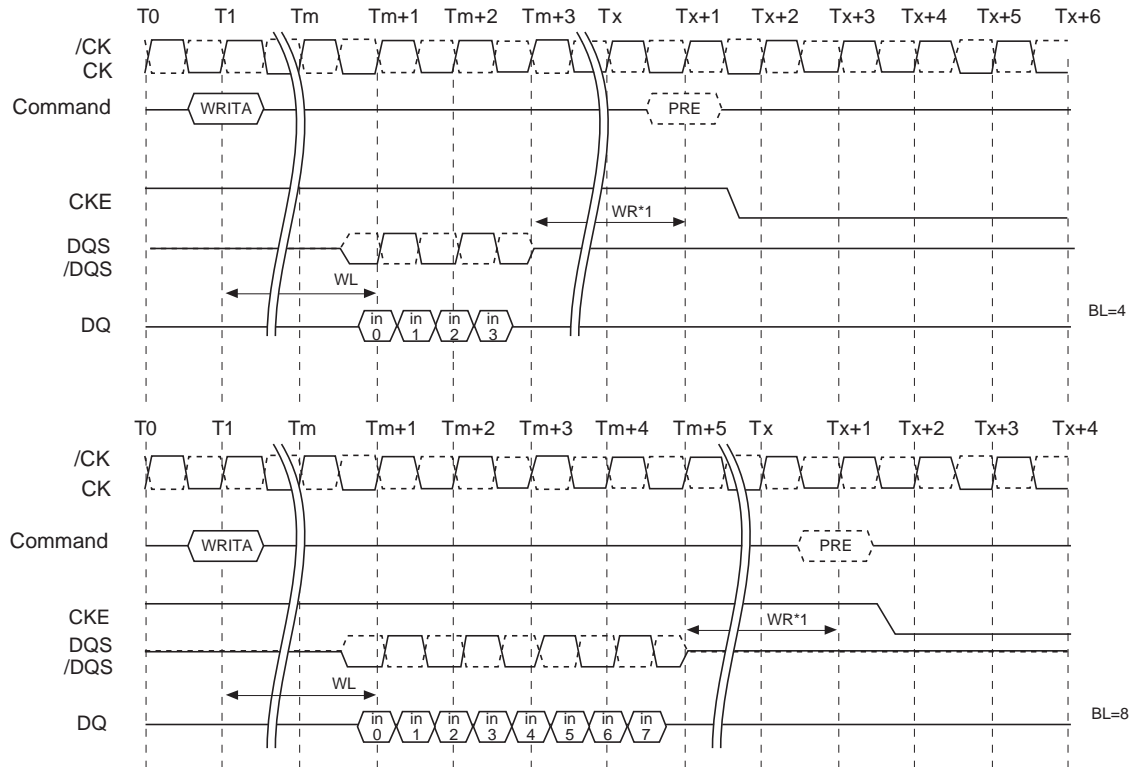 T0 T1 Tm Tm+1 Tm+2 Tm+3 Tx Tx+1 Tx+2 Tx+3 Tx+4 Tx+5 Tx+6
/CK
CK
Command WRITA PRE
CKE
WR*1
DQS
/DQS
WL
DQ in 0 in 1 in 2 in 3
BL=4
T0 T1 Tm Tm+1 Tm+2 Tm+3 Tm+4 Tm+5 Tx Tx+1 Tx+2 Tx+3 Tx+4
/CK
CK
Command WRITA PRE
CKE
WR*1
DQS
/DQS
WL
DQ in 0 in 1 in 2 in 3 in 4 in 5 in 6 in 7
BL=8